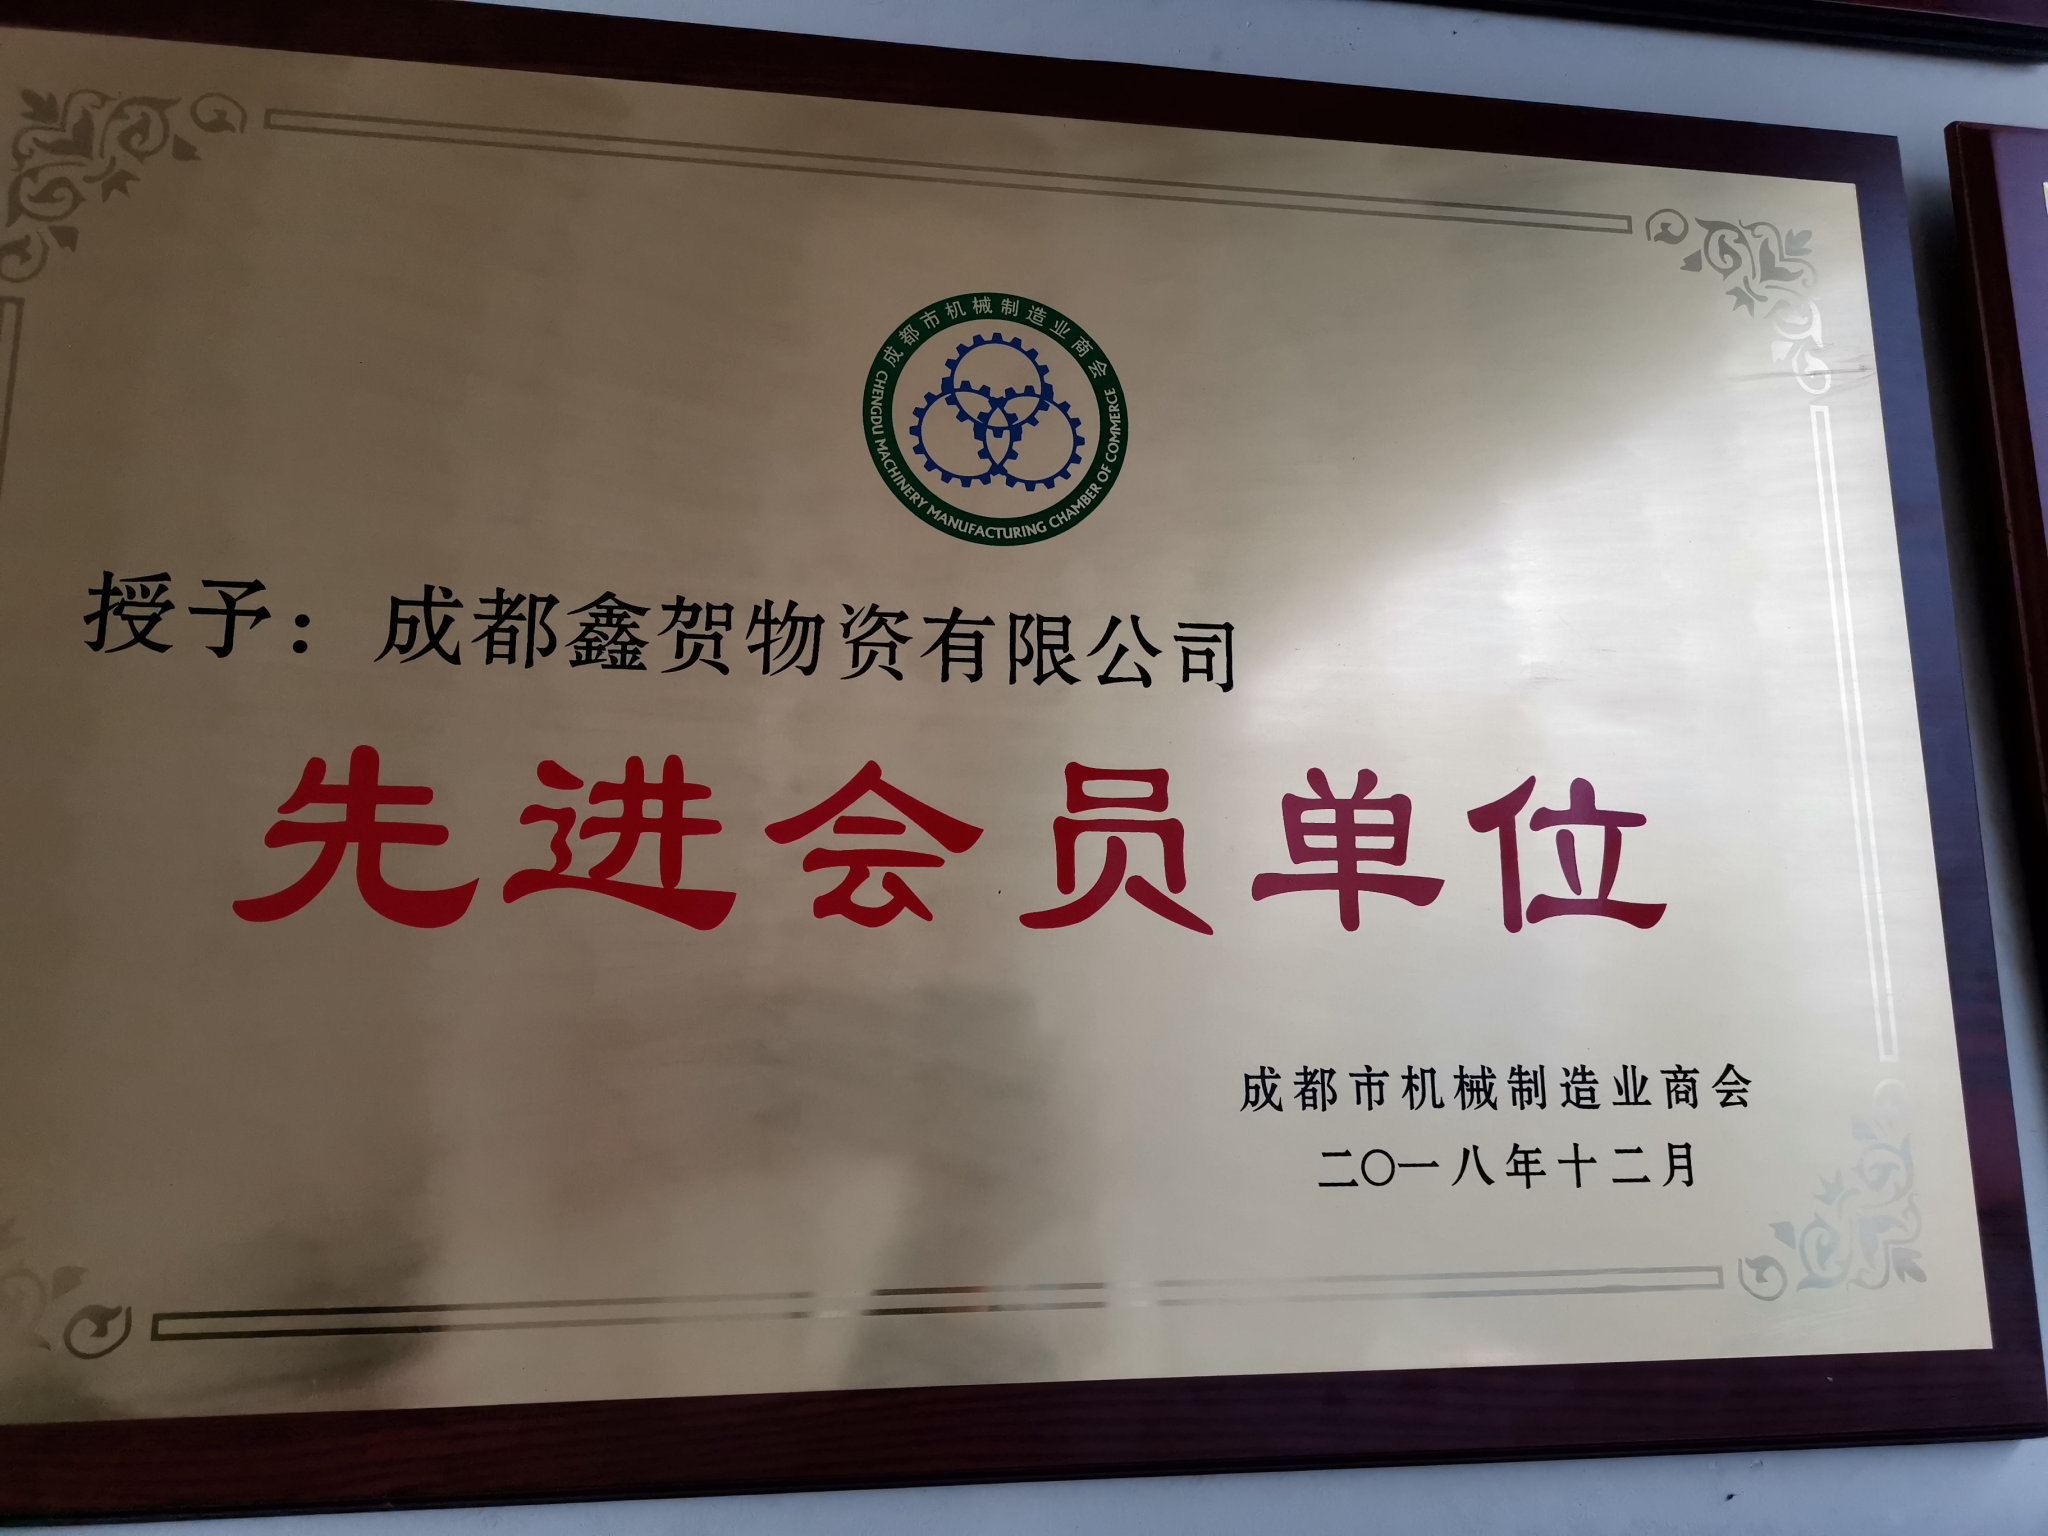 成都市机械制造业商会
CHENGDU MACHINERY MANUFACTURING CHAMBER OF COMMERCE
授予：成都鑫贺物资有限公司
先进会员单位
成都市机械制造业商会
二〇一八年十二月